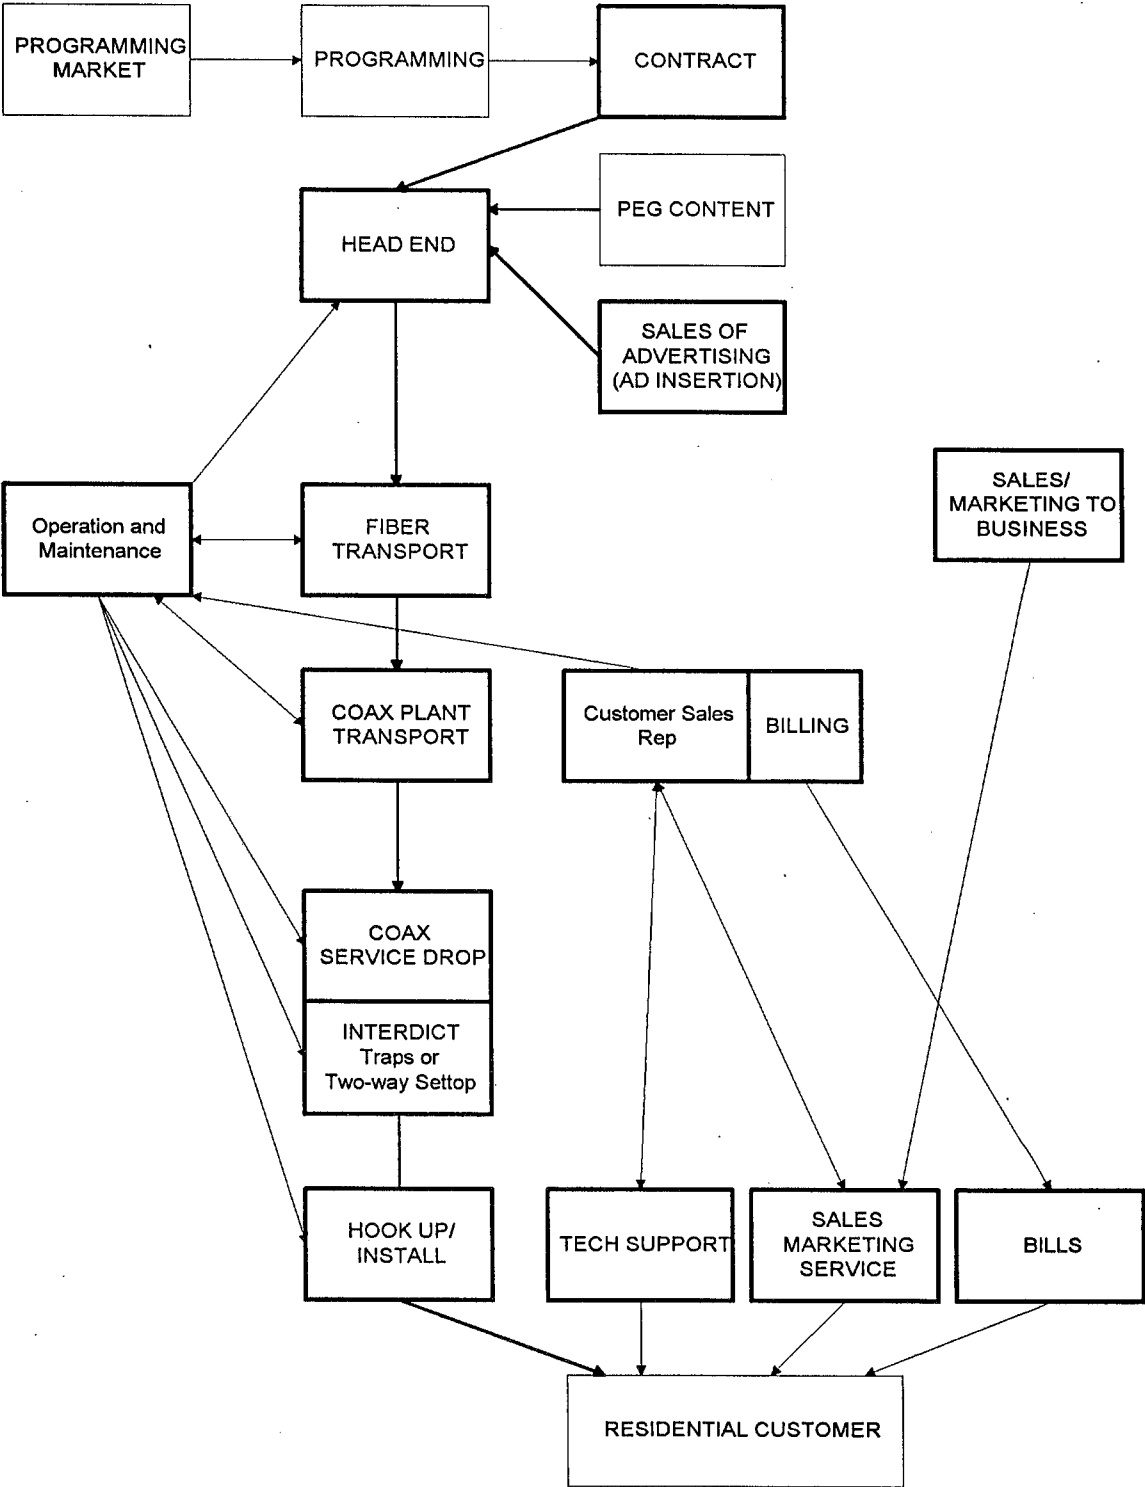 PROGRAMMING
MARKET
PROGRAMMING
CONTRACT
PEG CONTENT
HEAD END
SALES OF
ADVERTISING
(AD INSERTION)
SALES/
MARKETING TO
BUSINESS
Operation and
Maintenance
FIBER
TRANSPORT
COAX PLANT
TRANSPORT
Customer Sales
Rep
BILLING
COAX
SERVICE DROP
INTERDICT
Traps or
Two-way Settop
HOOK UP/
INSTALL
TECH SUPPORT
SALES
MARKETING
SERVICE
BILLS
RESIDENTIAL CUSTOMER